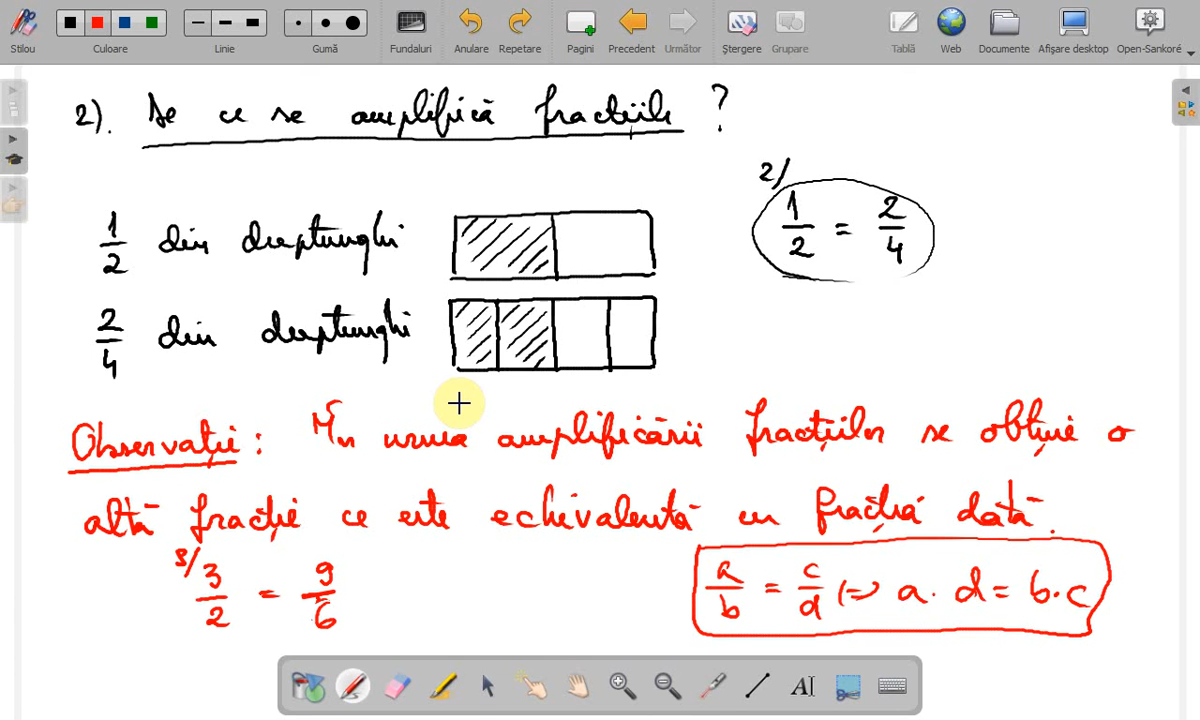 Stilou Culoare Linie Gumă Fundaluri Anulare Repetare Pagini Precedent Următor Ștergere Grupare Tablă Web Documente Afişare desktop Open-Sankoré
2). De ce se amplifică fracțiile ?
1/2 din dreptunghi
2/ 1/2 = 2/4
2/4 din dreptunghi
Observație: În urma amplificării fracțiilor se obține o
altă fracție ce este echivalentă cu fracția dată.
3/ 3/2 = 9/6
a/b = c/d (=> a · d = b · c